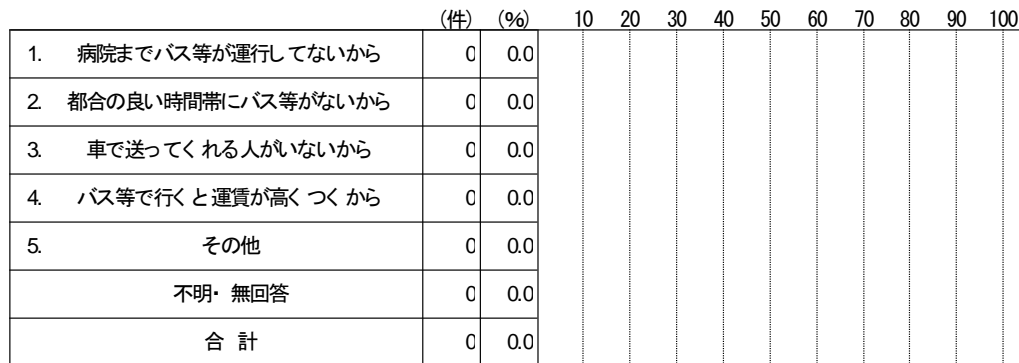 (件) (%) 10 20 30 40 50 60 70 80 90 100
1. 病院までバス等が運行してないから 0 0.0
2. 都合の良い時間帯にバス等がないから 0 0.0
3. 車で送ってくれる人がいないから 0 0.0
4. バス等で行くと運賃が高くつくから 0 0.0
5. その他 0 0.0
不明・無回答 0 0.0
合 計 0 0.0